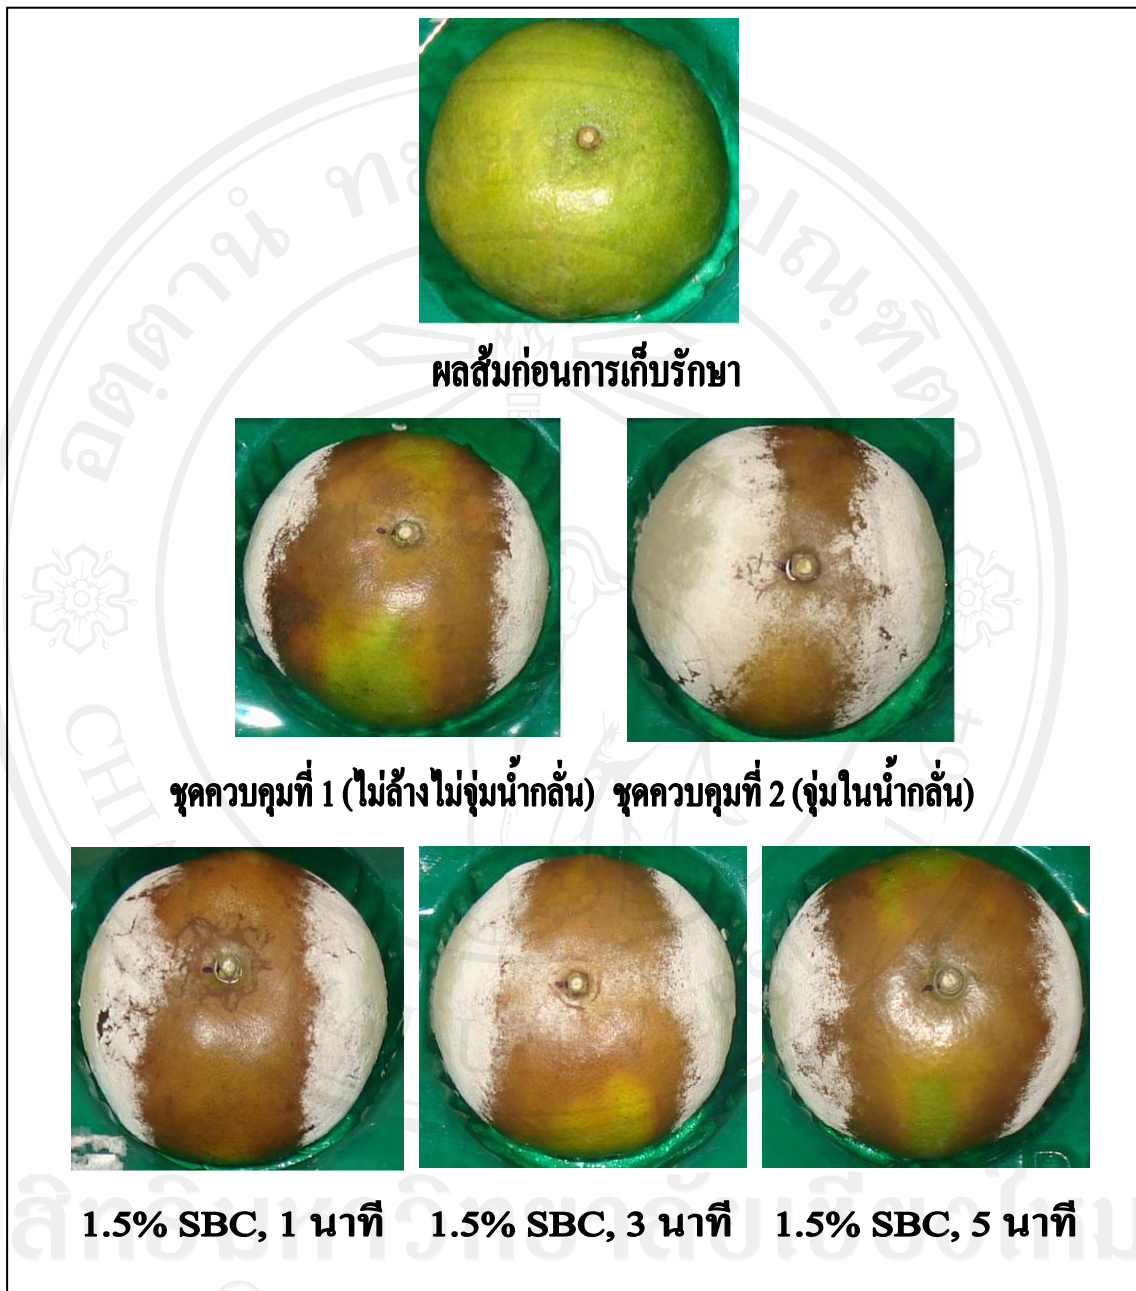 ผลส้มก่อนการเก็บรักษา
ชุดควบคุมที่ 1 (ไม่ล้างไม่จุ่มน้ำกลั่น) ชุดควบคุมที่ 2 (จุ่มในน้ำกลั่น)
1.5% SBC, 1 นาที 1.5% SBC, 3 นาที 1.5% SBC, 5 นาที